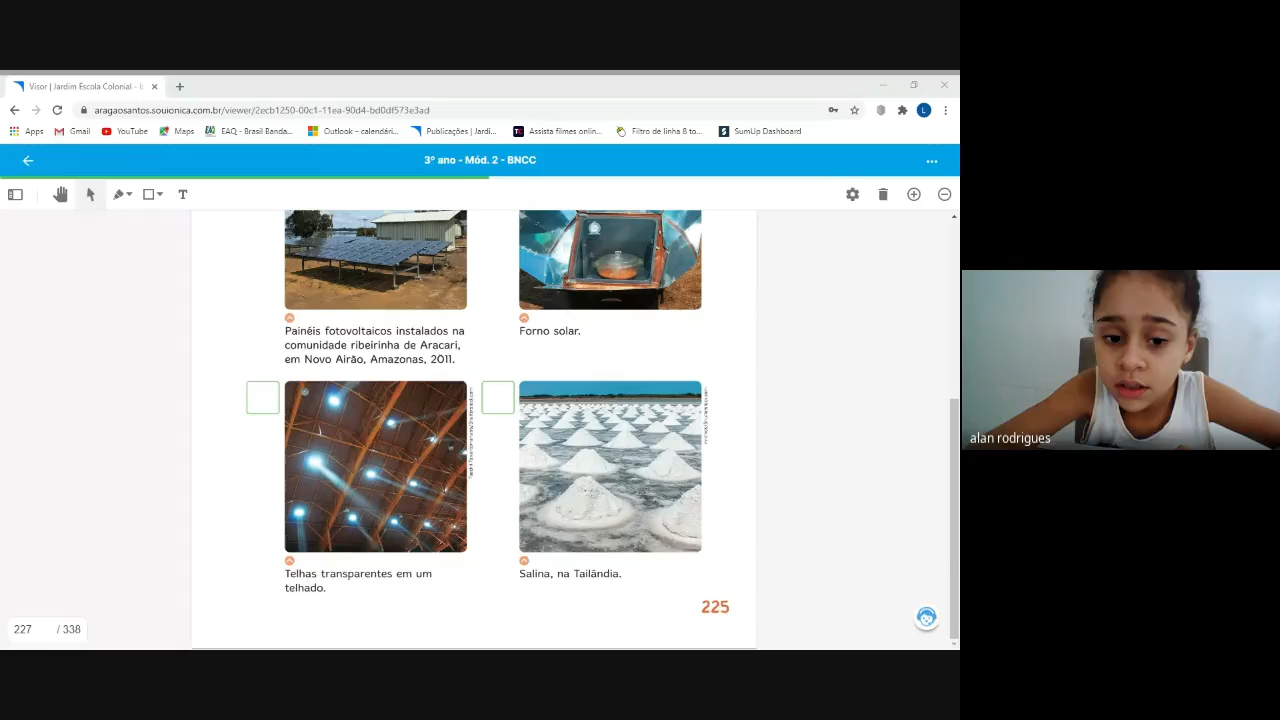 Visor | Jardim Escola Colonial - I
aragaosantos.souionica.com.br/viewer/2ecb1250-00c1-11ea-90d4-bd0df573e3ad
L
Apps Gmail YouTube Maps EAQ - Brasil Banda... Outlook – calendári... Publicações | Jardi... Assista filmes onlin... Filtro de linha 8 to... SumUp Dashboard
3º ano - Mód. 2 - BNCC
T
Painéis fotovoltaicos instalados na
comunidade ribeirinha de Aracari,
em Novo Airão, Amazonas, 2011.
Forno solar.
Telhas transparentes em um
telhado.
Salina, na Tailândia.
225
227 / 338
alan rodrigues